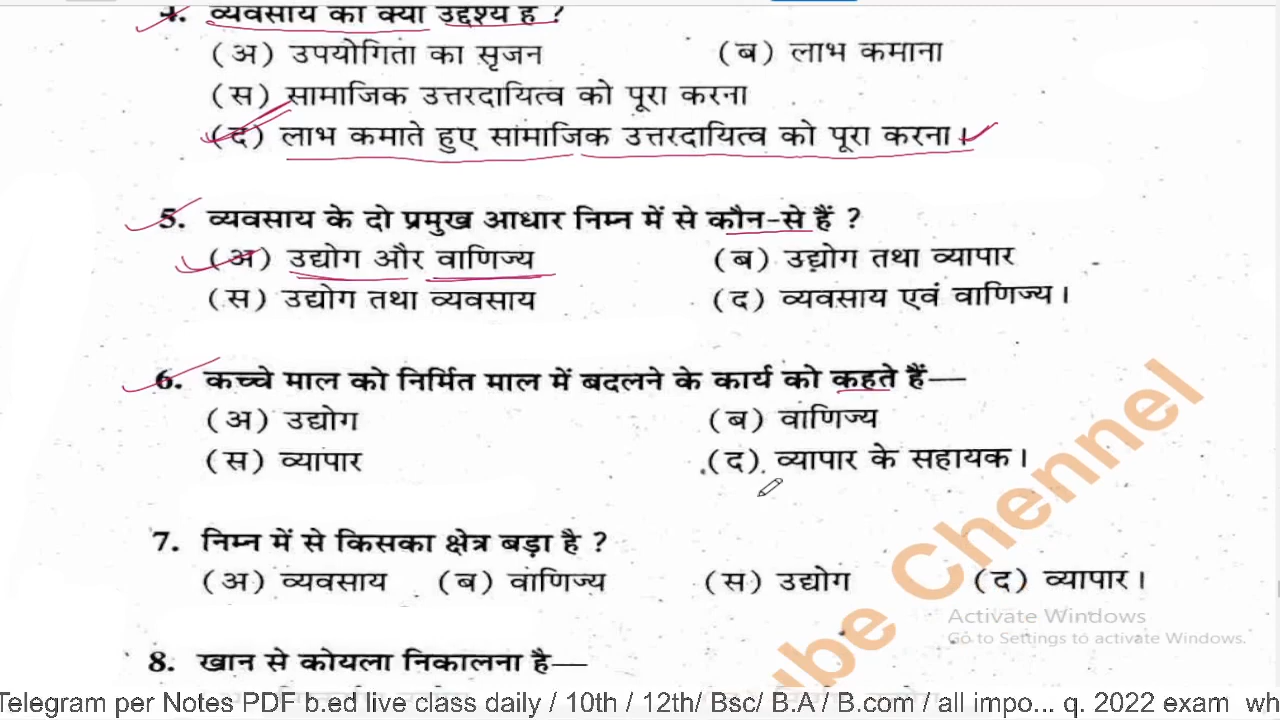 4. व्यवसाय का क्या उद्देश्य है ?
(अ) उपयोगिता का सृजन (ब) लाभ कमाना
(स) सामाजिक उत्तरदायित्व को पूरा करना
(द) लाभ कमाते हुए सामाजिक उत्तरदायित्व को पूरा करना।
5. व्यवसाय के दो प्रमुख आधार निम्न में से कौन-से हैं ?
(अ) उद्योग और वाणिज्य (ब) उद्योग तथा व्यापार
(स) उद्योग तथा व्यवसाय (द) व्यवसाय एवं वाणिज्य।
6. कच्चे माल को निर्मित माल में बदलने के कार्य को कहते हैं—
(अ) उद्योग (ब) वाणिज्य
(स) व्यापार (द) व्यापार के सहायक।
7. निम्न में से किसका क्षेत्र बड़ा है ?
(अ) व्यवसाय (ब) वाणिज्य (स) उद्योग (द) व्यापार।
ube Chennel
Activate Windows
Go to Settings to activate Windows.
8. खान से कोयला निकालना है—
Telegram per Notes PDF b.ed live class daily / 10th / 12th/ Bsc/ B.A / B.com / all impo... q. 2022 exam wh